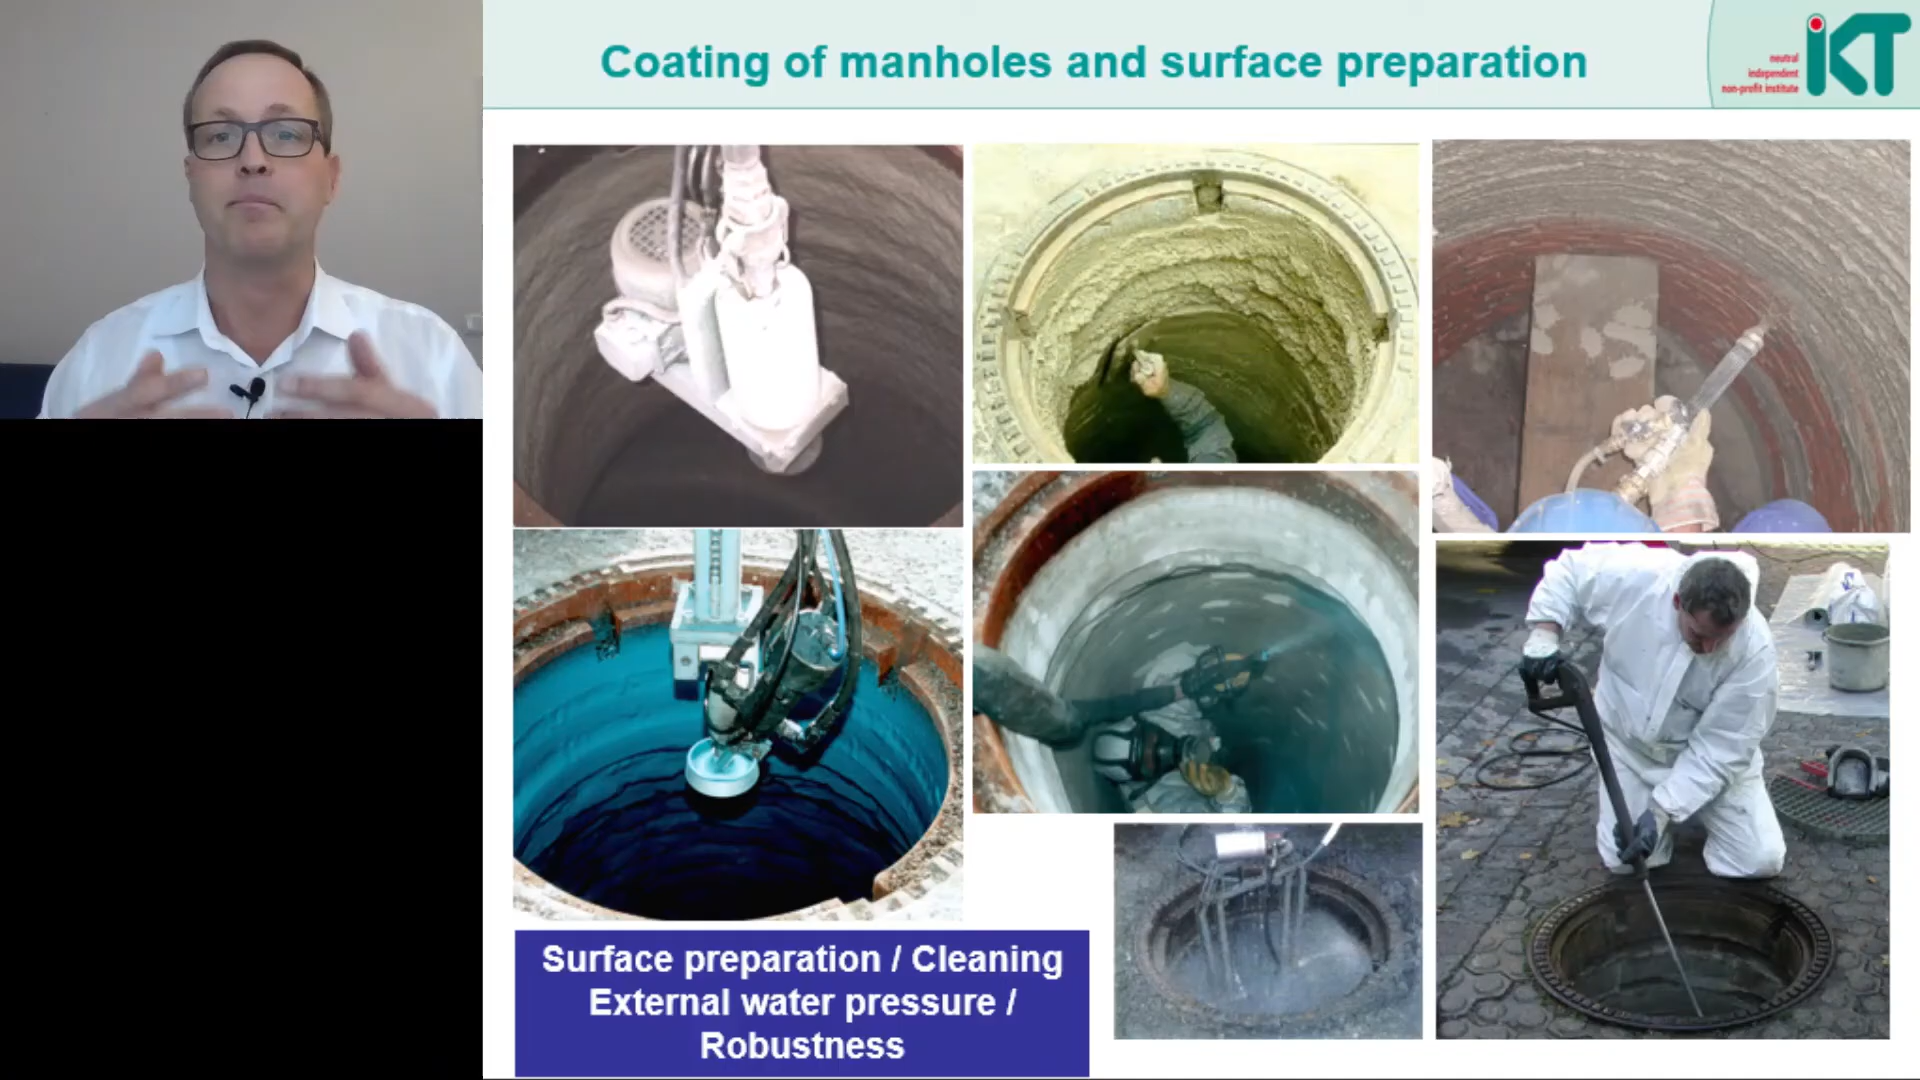 Coating of manholes and surface preparation
neutral
independent
non-profit institute
iKT
Surface preparation / Cleaning
External water pressure /
Robustness